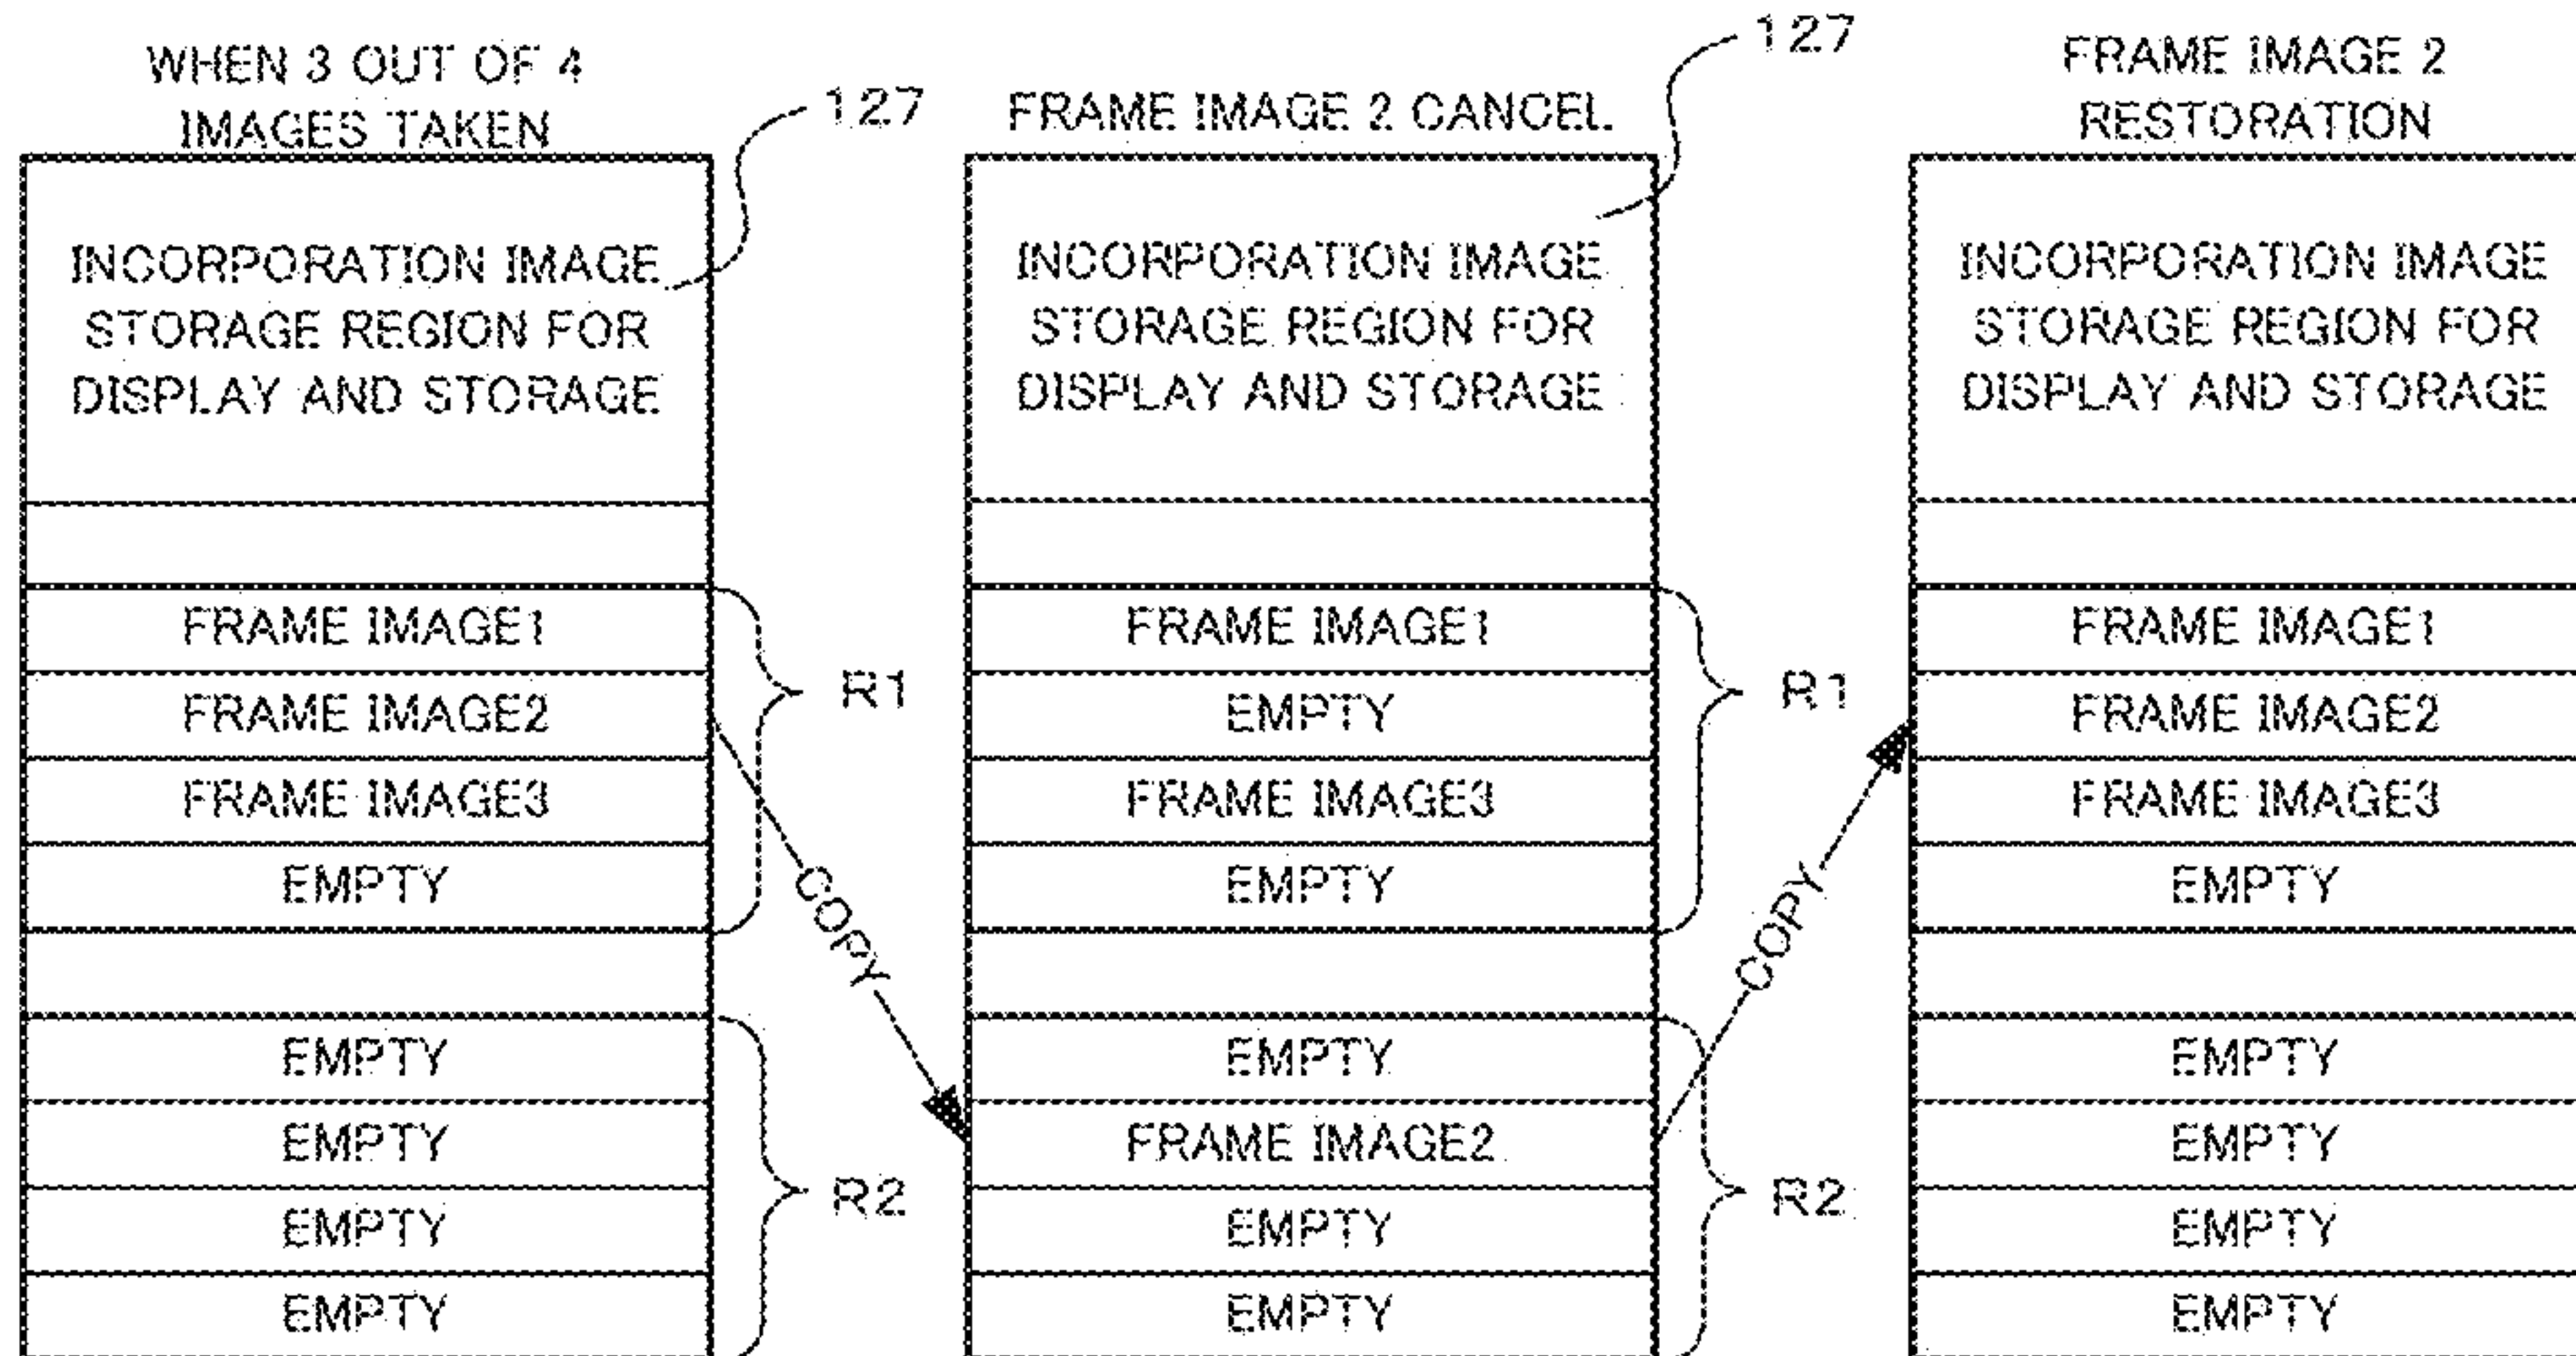 WHEN 3 OUT OF 4
IMAGES TAKEN
127
INCORPORATION IMAGE
STORAGE REGION FOR
DISPLAY AND STORAGE
FRAME IMAGE1
FRAME IMAGE2
FRAME IMAGE3
EMPTY
R1
EMPTY
EMPTY
EMPTY
EMPTY
R2
COPY
FRAME IMAGE 2 CANCEL
127
INCORPORATION IMAGE
STORAGE REGION FOR
DISPLAY AND STORAGE
FRAME IMAGE1
EMPTY
FRAME IMAGE3
EMPTY
R1
EMPTY
FRAME IMAGE2
EMPTY
EMPTY
R2
COPY
FRAME IMAGE 2
RESTORATION
INCORPORATION IMAGE
STORAGE REGION FOR
DISPLAY AND STORAGE
FRAME IMAGE1
FRAME IMAGE2
FRAME IMAGE3
EMPTY
EMPTY
EMPTY
EMPTY
EMPTY